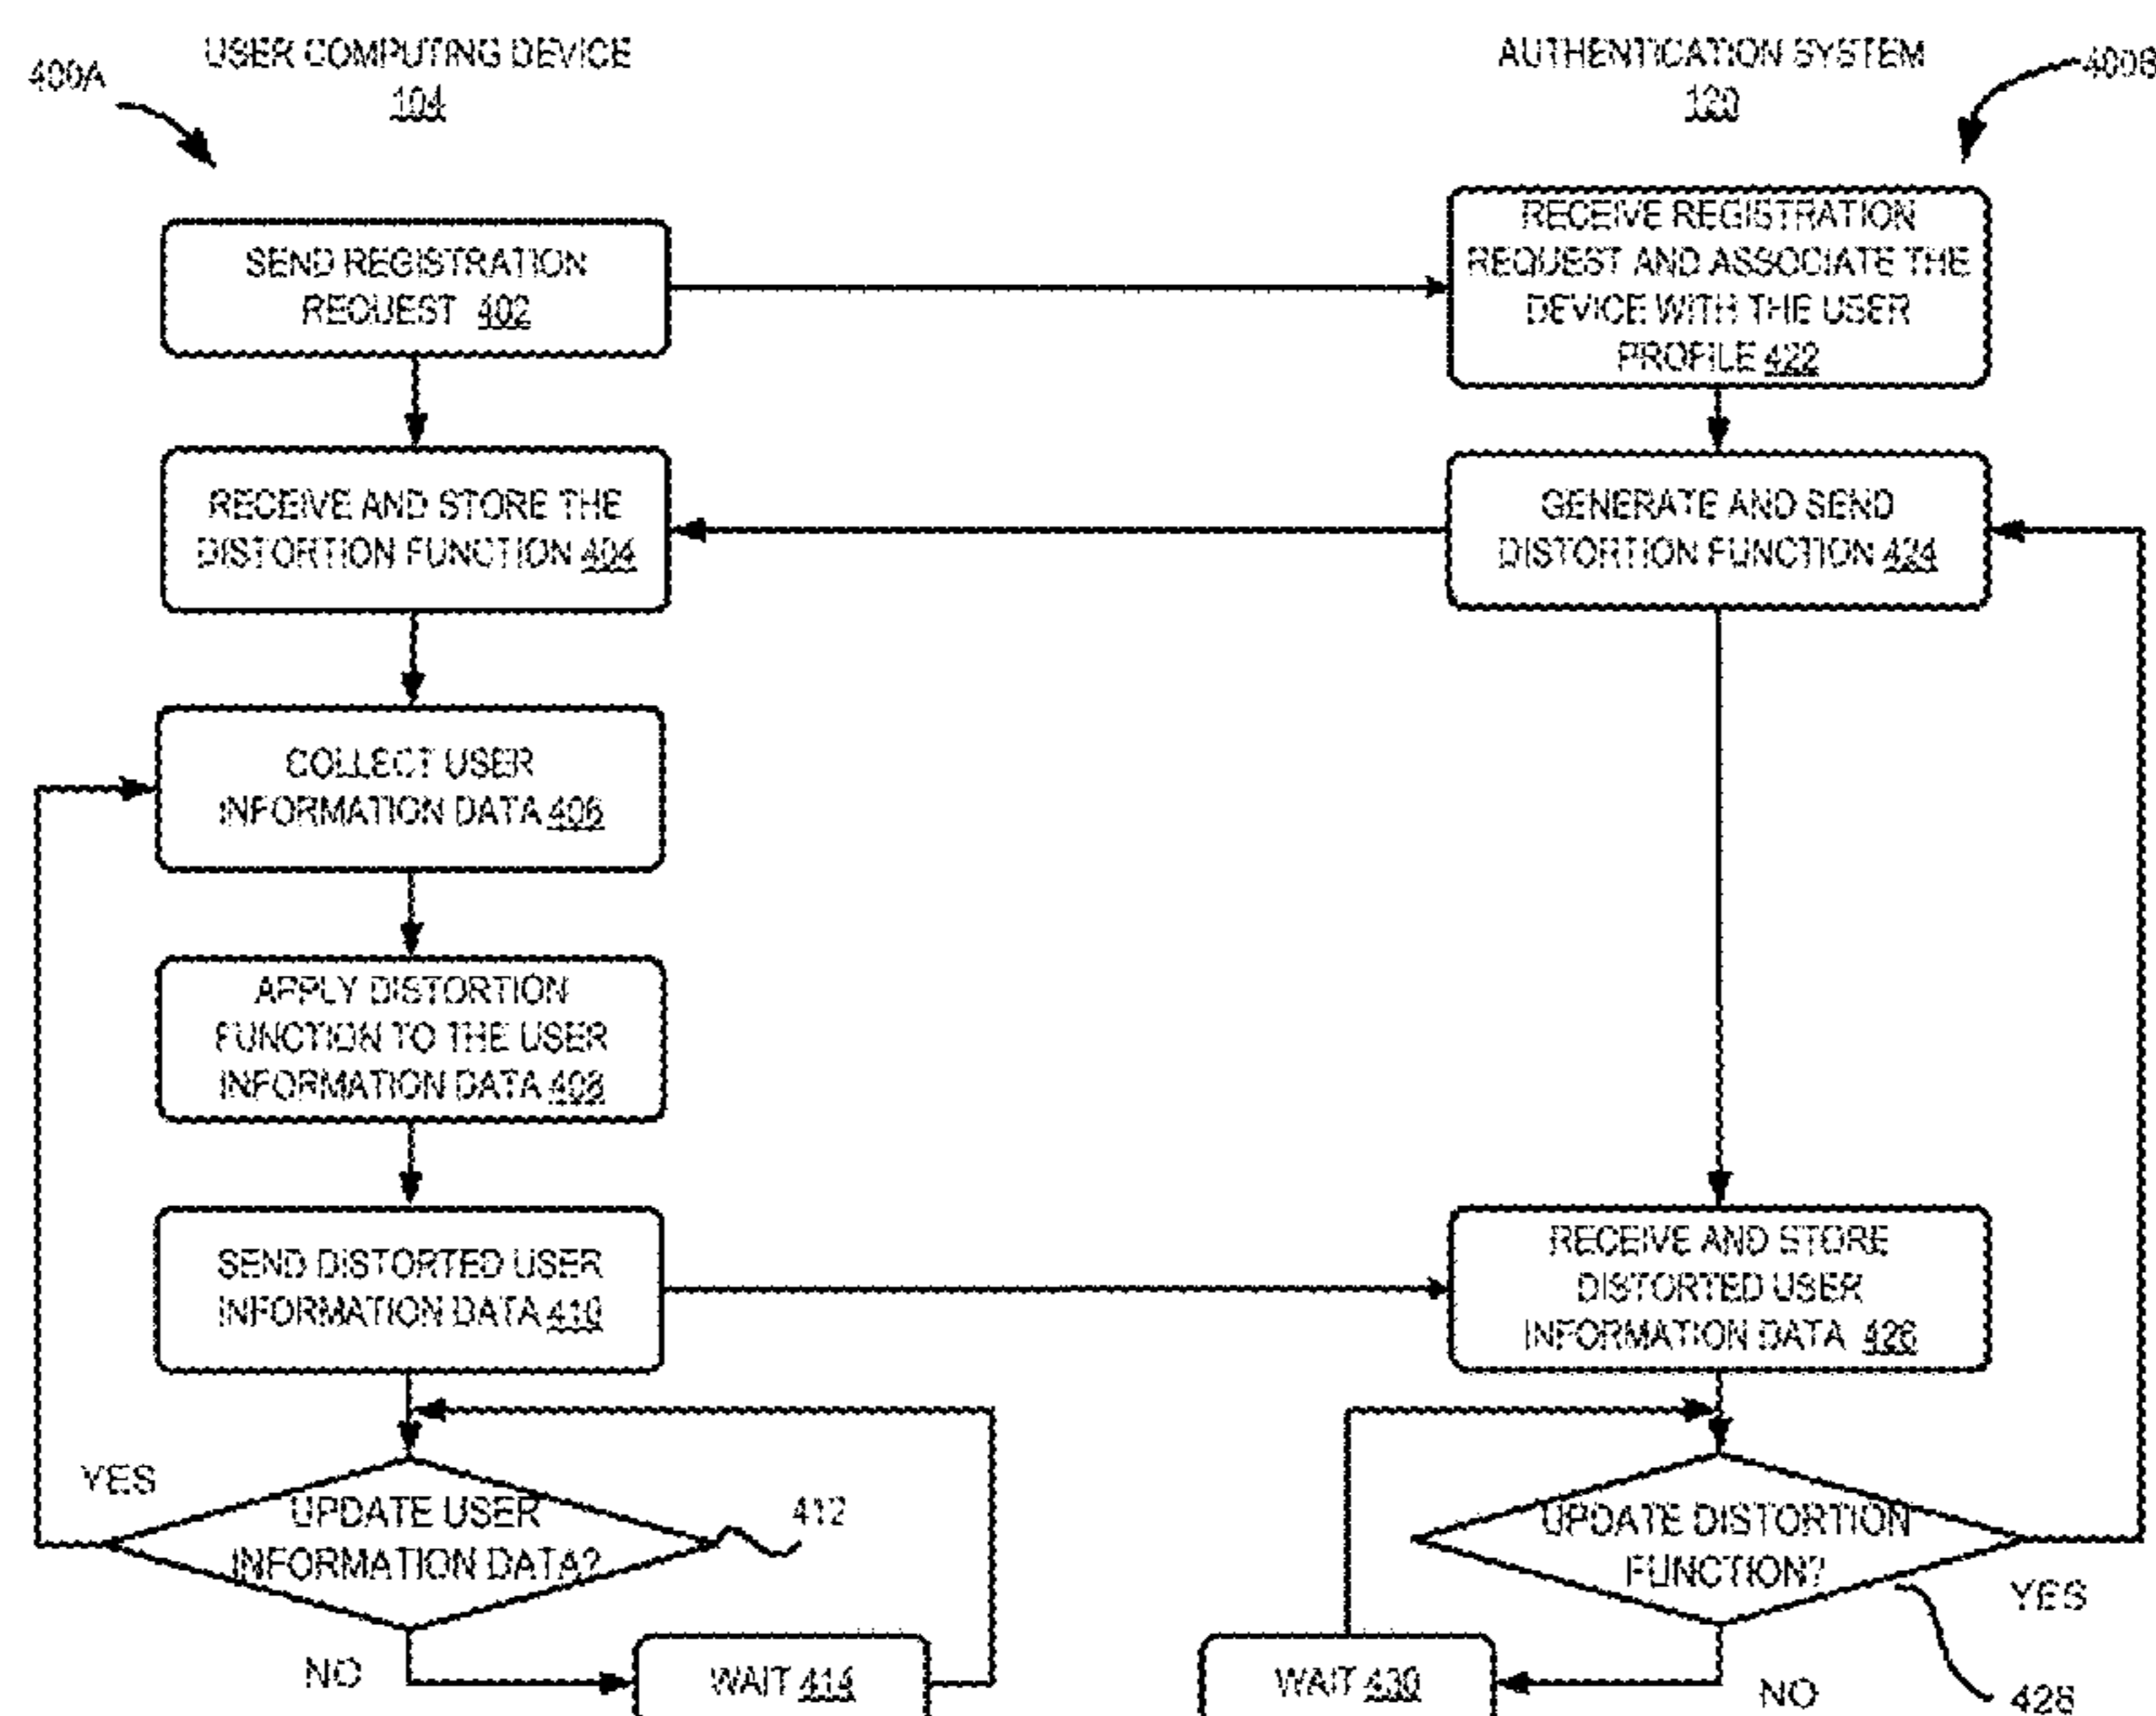 USER COMPUTING DEVICE
104
400A
AUTHENTICATION SYSTEM
120
400B
SEND REGISTRATION
REQUEST 402
RECEIVE REGISTRATION
REQUEST AND ASSOCIATE THE
DEVICE WITH THE USER
PROFILE 422
RECEIVE AND STORE THE
DISTORTION FUNCTION 404
GENERATE AND SEND
DISTORTION FUNCTION 424
COLLECT USER
INFORMATION DATA 406
APPLY DISTORTION
FUNCTION TO THE USER
INFORMATION DATA 408
SEND DISTORTED USER
INFORMATION DATA 410
RECEIVE AND STORE
DISTORTED USER
INFORMATION DATA 426
YES
UPDATE USER
INFORMATION DATA?
412
UPDATE DISTORTION
FUNCTION?
YES
NO
WAIT 414
WAIT 430
NO
428